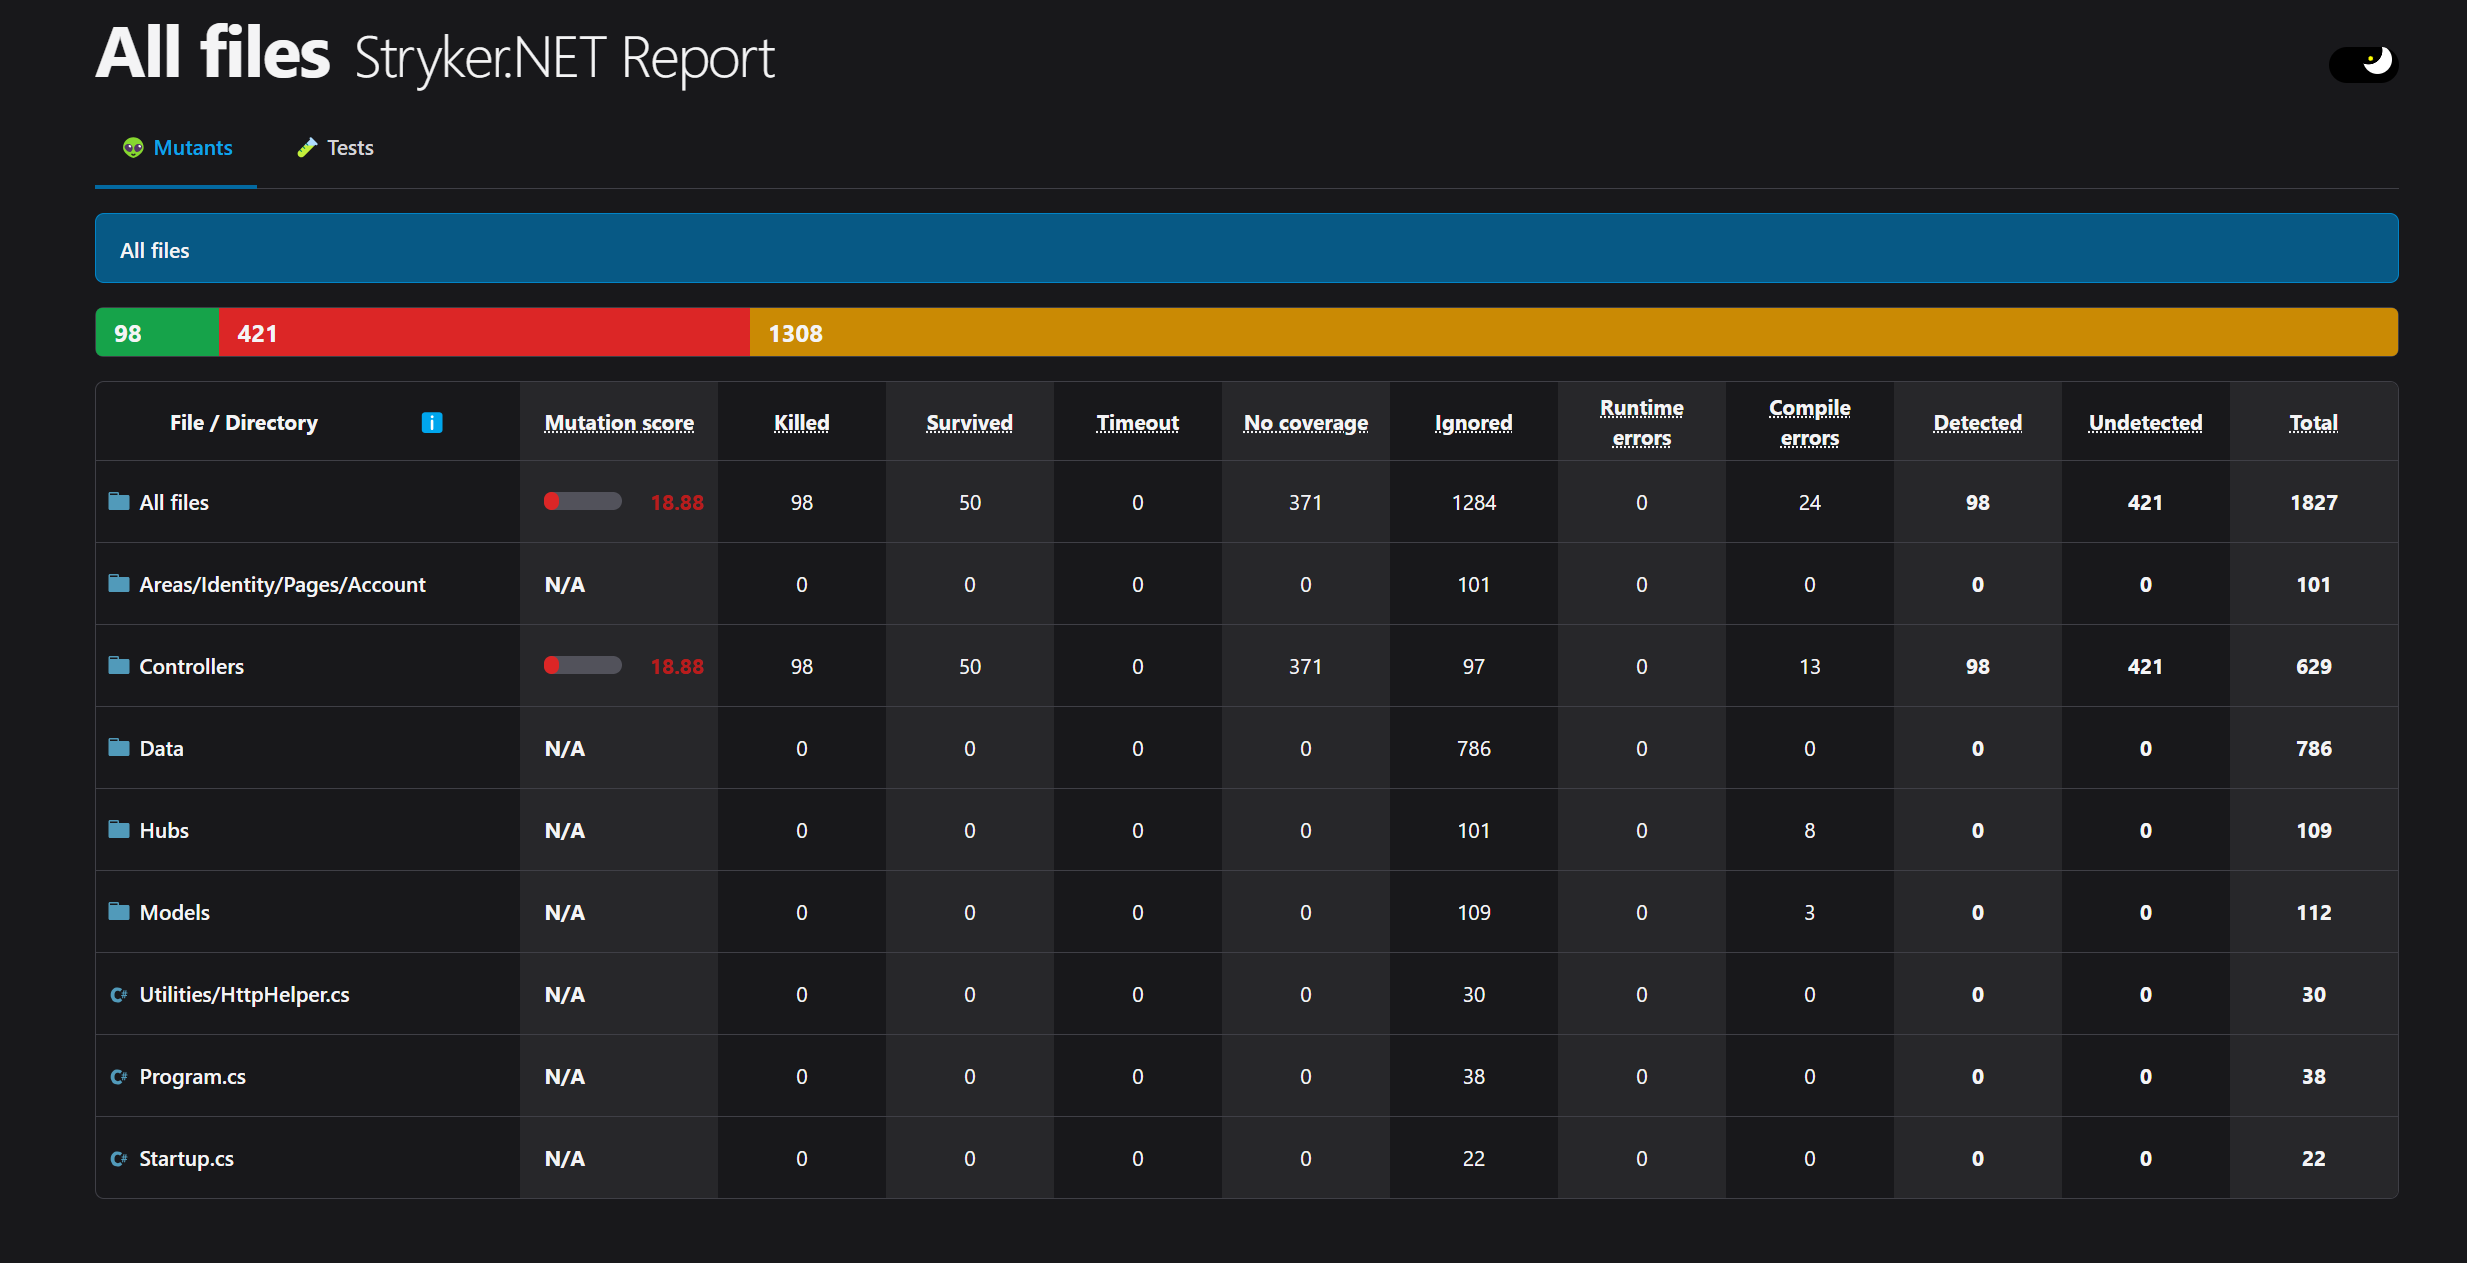 All files Stryker.NET Report
Mutants Tests
All files
98 421 1308
File / Directory Mutation score Killed Survived Timeout No coverage Ignored Runtime errors Compile errors Detected Undetected Total
All files 18.88 98 50 0 371 1284 0 24 98 421 1827
Areas/Identity/Pages/Account N/A 0 0 0 0 101 0 0 0 0 101
Controllers 18.88 98 50 0 371 97 0 13 98 421 629
Data N/A 0 0 0 0 786 0 0 0 0 786
Hubs N/A 0 0 0 0 101 0 8 0 0 109
Models N/A 0 0 0 0 109 0 3 0 0 112
C# Utilities/HttpHelper.cs N/A 0 0 0 0 30 0 0 0 0 30
C# Program.cs N/A 0 0 0 0 38 0 0 0 0 38
C# Startup.cs N/A 0 0 0 0 22 0 0 0 0 22